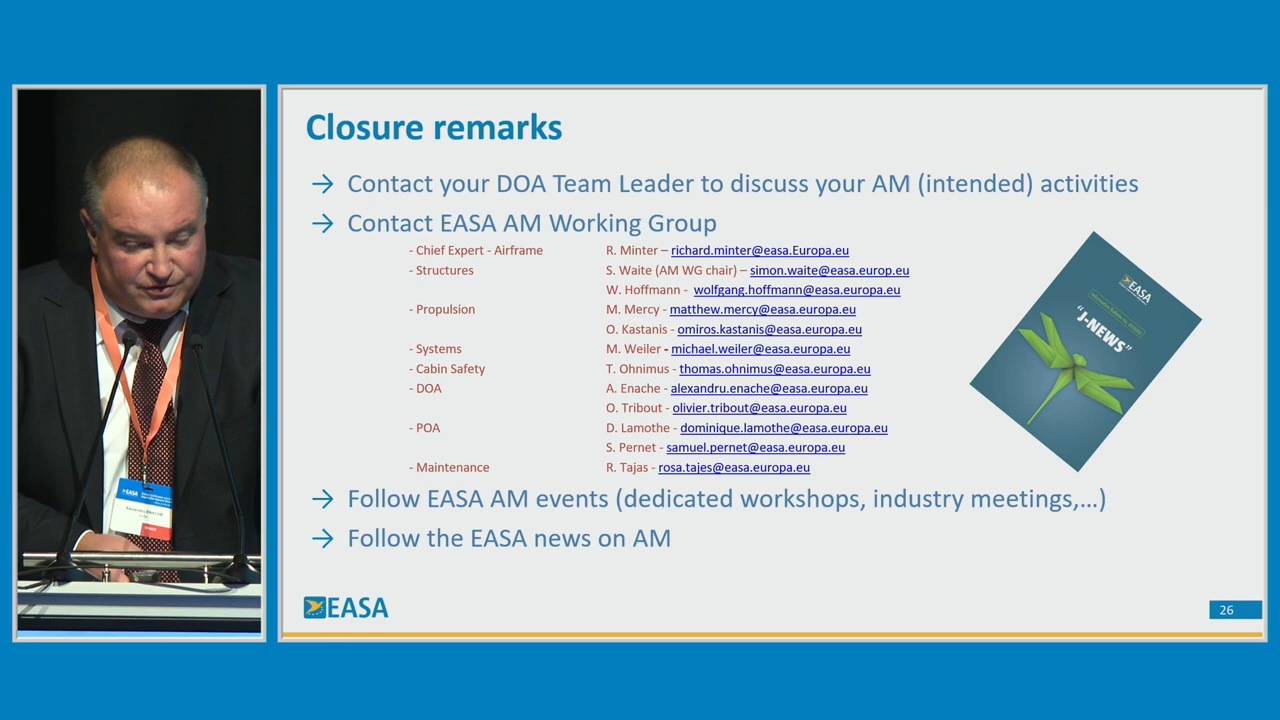 Closure remarks
→ Contact your DOA Team Leader to discuss your AM (intended) activities
→ Contact EASA AM Working Group
- Chief Expert - Airframe R. Minter – richard.minter@easa.Europa.eu
- Structures S. Waite (AM WG chair) – simon.waite@easa.europ.eu
W. Hoffmann - wolfgang.hoffmann@easa.europa.eu
- Propulsion M. Mercy - matthew.mercy@easa.europa.eu
O. Kastanis - omiros.kastanis@easa.europa.eu
- Systems M. Weiler - michael.weiler@easa.europa.eu
- Cabin Safety T. Ohnimus - thomas.ohnimus@easa.europa.eu
- DOA A. Enache - alexandru.enache@easa.europa.eu
O. Tribout - olivier.tribout@easa.europa.eu
- POA D. Lamothe - dominique.lamothe@easa.europa.eu
S. Pernet - samuel.pernet@easa.europa.eu
- Maintenance R. Tajas - rosa.tajes@easa.europa.eu
→ Follow EASA AM events (dedicated workshops, industry meetings,...)
→ Follow the EASA news on AM
EASA
"J-NEWS"
EASA
26
EASA